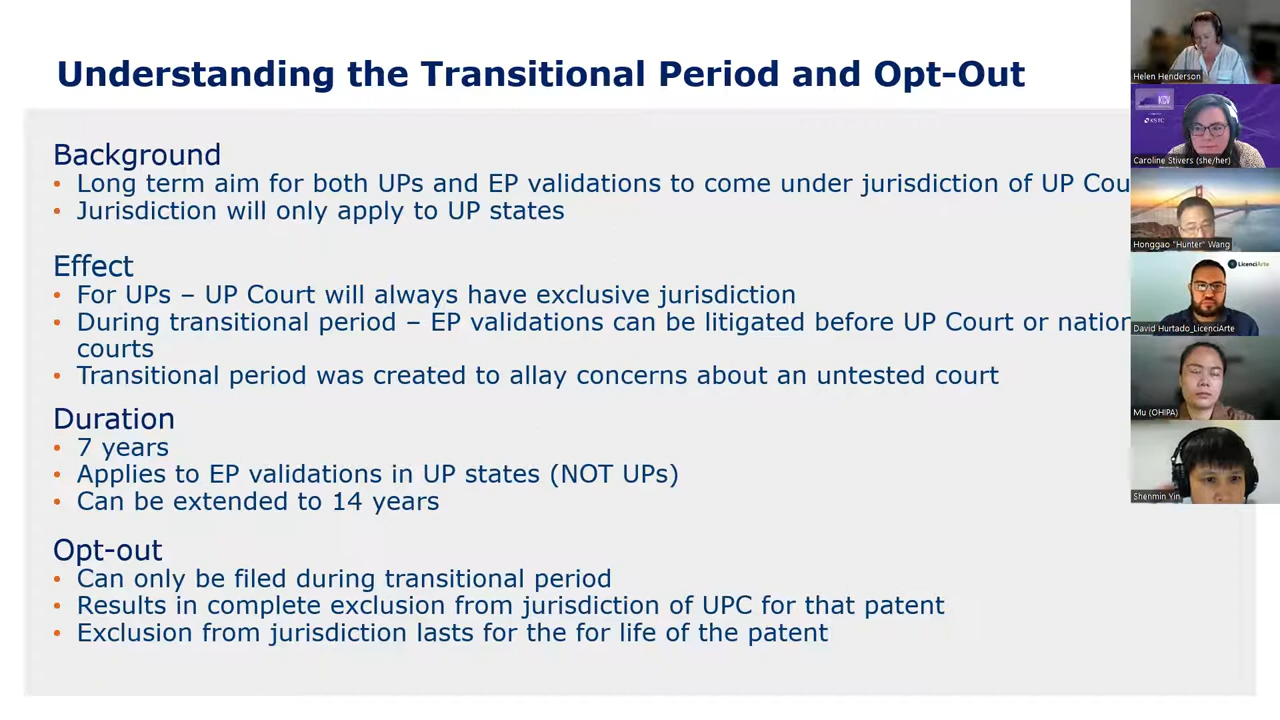 Understanding the Transitional Period and Opt-Out
Background
• Long term aim for both UPs and EP validations to come under jurisdiction of UP Cou
• Jurisdiction will only apply to UP states
Effect
• For UPs – UP Court will always have exclusive jurisdiction
• During transitional period – EP validations can be litigated before UP Court or nation
courts
• Transitional period was created to allay concerns about an untested court
Duration
• 7 years
• Applies to EP validations in UP states (NOT UPs)
• Can be extended to 14 years
Opt-out
• Can only be filed during transitional period
• Results in complete exclusion from jurisdiction of UPC for that patent
• Exclusion from jurisdiction lasts for the for life of the patent
Helen Henderson
KCV
KSTC
Caroline Stivers (she/her)
Honggao "Hunter" Wang
LicenciArte
David Hurtado_LicenciArte
Mu (OHIPA)
Shenmin Yin